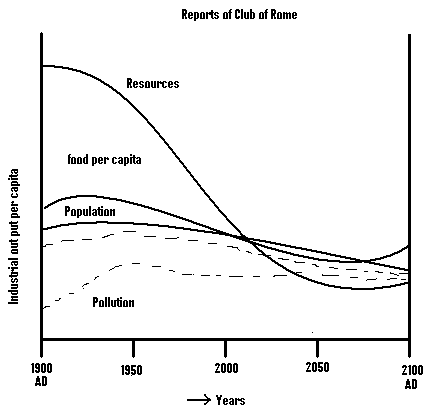 Reports of Club of Rome
Resources
food per capita
Population
Pollution
Industrial out put per capita
1900
AD
1950
2000
2050
2100
AD
Years